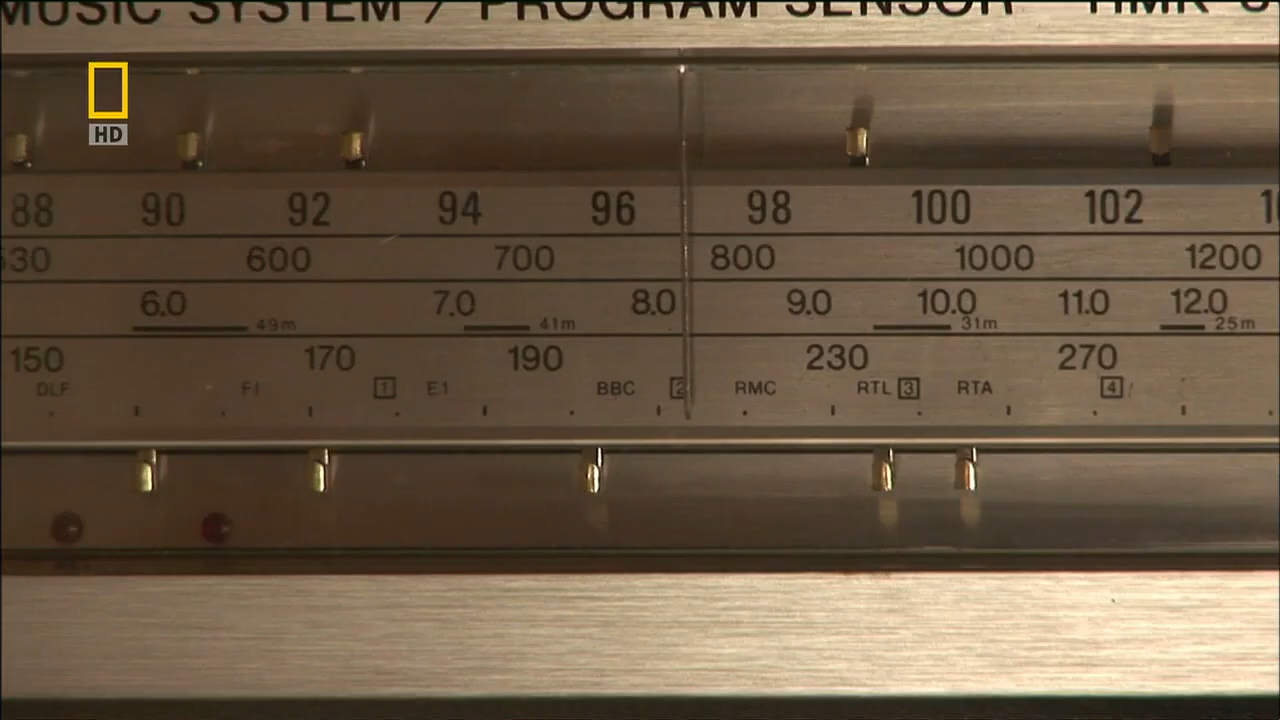 MUSIC SYSTEM / PROGRAM SENSOR HMK
HD
88 90 92 94 96 98 100 102
530 600 700 800 1000 1200
6.0 7.0 8.0 9.0 10.0 11.0 12.0
49m 41m 31m 25m
150 170 190 230 270
DLF FI 1 E1 BBC 2 RMC RTL 3 RTA 4